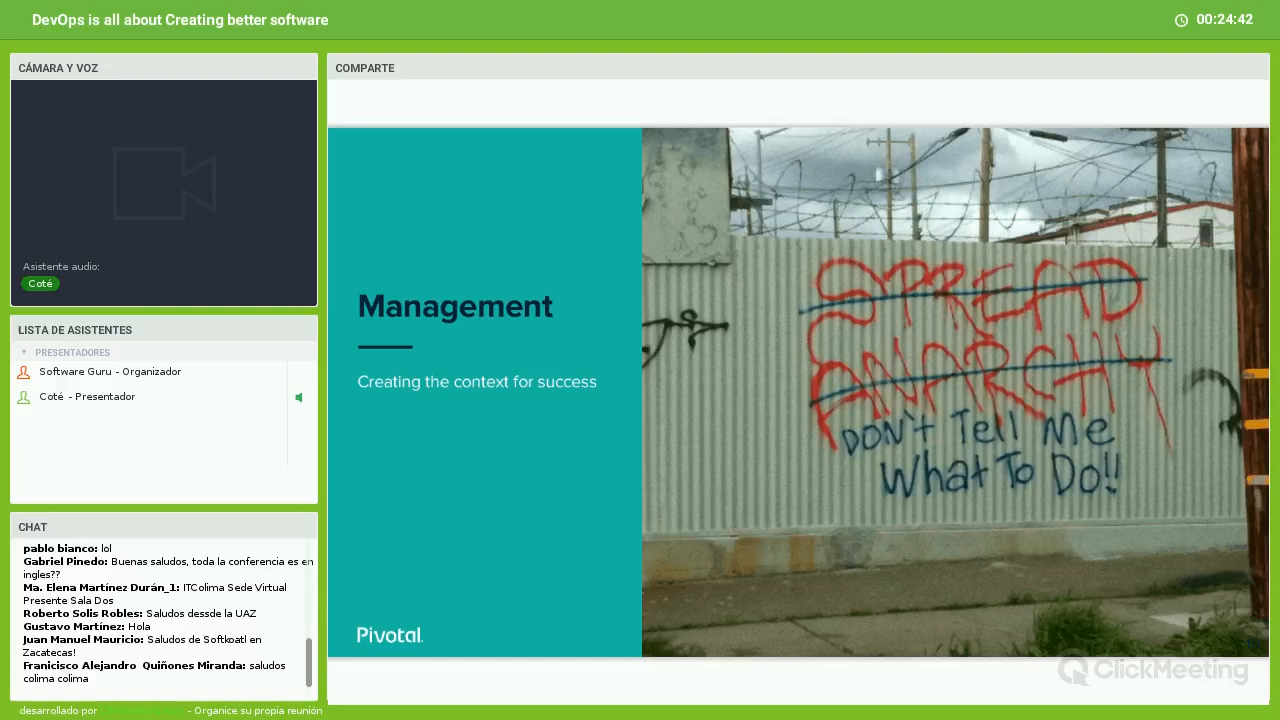 DevOps is all about Creating better software
00:24:42
CÁMARA Y VOZ
Asistente audio:
Coté
LISTA DE ASISTENTES
PRESENTADORES
Software Guru - Organizador
Coté - Presentador
CHAT
pablo bianco: lol
Gabriel Pinedo: Buenas saludos, toda la conferencia es en
ingles??
Ma. Elena Martínez Durán_1: ITColima Sede Virtual
Presente Sala Dos
Roberto Solis Robles: Saludos dessde la UAZ
Gustavo Martínez: Hola
Juan Manuel Mauricio: Saludos de Softkoatl en
Zacatecas!
Francicisco Alejandro Quiñones Miranda: saludos
colima colima
desarrollado por
- Organice su propia reunión
COMPARTE
Management
Creating the context for success
Pivotal
SPREAD
ANARCHY
DON't Tell Me
What To Do!!
ClickMeeting